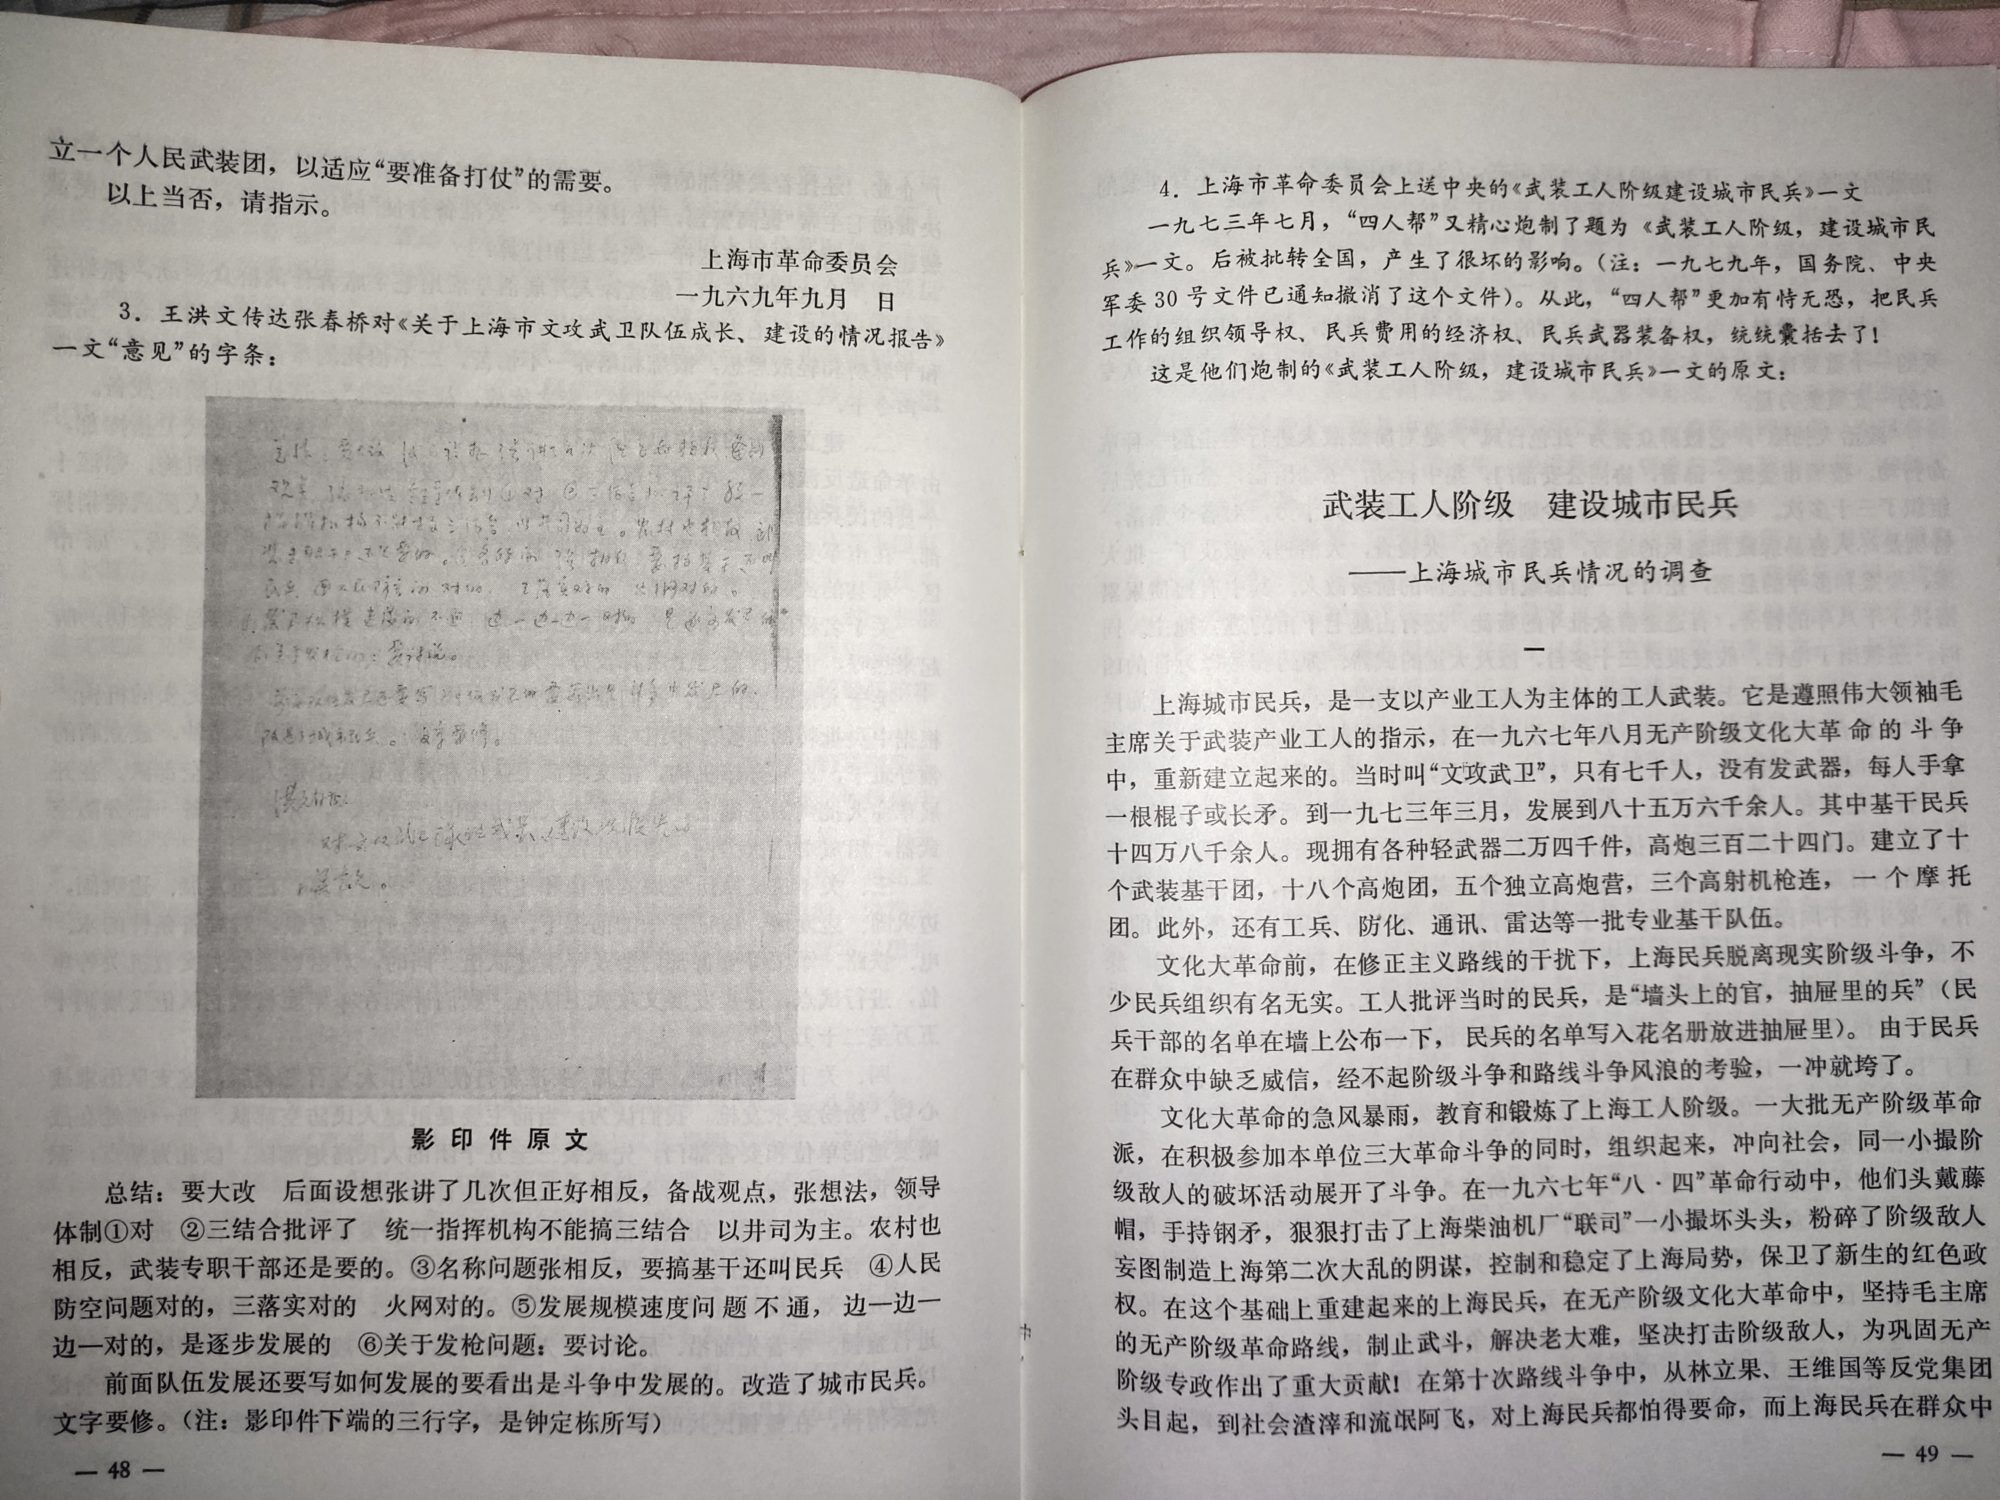 立一个人民武装团，以适应“要准备打仗”的需要。
以上当否，请指示。
上海市革命委员会
一九六九年九月　日
3．王洪文传达张春桥对《关于上海市文攻武卫队伍成长、建设的情况报告》
一文“意见”的字条：
影印件原文
总结：要大改　后面设想张讲了几次但正好相反，备战观点，张想法，领导
体制①对　②三结合批评了　统一指挥机构不能搞三结合　以井司为主。农村也
相反，武装专职干部还是要的。③名称问题张相反，要搞基干还叫民兵　④人民
防空问题对的，三落实对的　火网对的。⑤发展规模速度问题不通，边—边—
边—对的，是逐步发展的　⑥关于发枪问题：要讨论。
前面队伍发展还要写如何发展的要看出是斗争中发展的。改造了城市民兵。
文字要修。（注：影印件下端的三行字，是钟定栋所写）
— 48 —
4．上海市革命委员会上送中央的《武装工人阶级建设城市民兵》一文
一九七三年七月，“四人帮”又精心炮制了题为《武装工人阶级，建设城市民
兵》一文。后被批转全国，产生了很坏的影响。（注：一九七九年，国务院、中央
军委30号文件已通知撤消了这个文件）。从此，“四人帮”更加有恃无恐，把民兵
工作的组织领导权、民兵费用的经济权、民兵武器装备权，统统囊括去了！
这是他们炮制的《武装工人阶级，建设城市民兵》一文的原文：
武装工人阶级　建设城市民兵
——上海城市民兵情况的调查
一
上海城市民兵，是一支以产业工人为主体的工人武装。它是遵照伟大领袖毛
主席关于武装产业工人的指示，在一九六七年八月无产阶级文化大革命的斗争
中，重新建立起来的。当时叫“文攻武卫”，只有七千人，没有发武器，每人手拿
一根棍子或长矛。到一九七三年三月，发展到八十五万六千余人。其中基干民兵
十四万八千余人。现拥有各种轻武器二万四千件，高炮三百二十四门。建立了十
个武装基干团，十八个高炮团，五个独立高炮营，三个高射机枪连，一个摩托
团。此外，还有工兵、防化、通讯、雷达等一批专业基干队伍。
文化大革命前，在修正主义路线的干扰下，上海民兵脱离现实阶级斗争，不
少民兵组织有名无实。工人批评当时的民兵，是“墙头上的官，抽屉里的兵”（民
兵干部的名单在墙上公布一下，民兵的名单写入花名册放进抽屉里）。由于民兵
在群众中缺乏威信，经不起阶级斗争和路线斗争风浪的考验，一冲就垮了。
文化大革命的急风暴雨，教育和锻炼了上海工人阶级。一大批无产阶级革命
派，在积极参加本单位三大革命斗争的同时，组织起来，冲向社会，同一小撮阶
级敌人的破坏活动展开了斗争。在一九六七年“八·四”革命行动中，他们头戴藤
帽，手持钢矛，狠狠打击了上海柴油机厂“联司”一小撮坏头头，粉碎了阶级敌人
妄图制造上海第二次大乱的阴谋，控制和稳定了上海局势，保卫了新生的红色政
权。在这个基础上重建起来的上海民兵，在无产阶级文化大革命中，坚持毛主席
的无产阶级革命路线，制止武斗，解决老大难，坚决打击阶级敌人，为巩固无产
阶级专政作出了重大贡献！在第十次路线斗争中，从林立果、王维国等反党集团
头目起，到社会渣滓和流氓阿飞，对上海民兵都怕得要命，而上海民兵在群众中
— 49 —